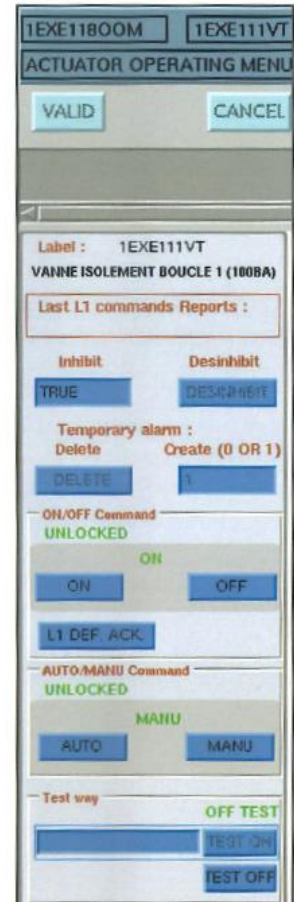 1EXE118OOM 1EXE111VT
ACTUATOR OPERATING MENU
VALID CANCEL
Label : 1EXE111VT
VANNE ISOLEMENT BOUCLE 1 (100BA)
Last L1 commands Reports :
Inhibit Desinhibit
TRUE DESINHIBIT
Temporary alarm :
Delete Create (0 OR 1)
DELETE 1
ON/OFF Command
UNLOCKED
ON
ON OFF
L1 DEF. ACK.
AUTO/MANU Command
UNLOCKED
MANU
AUTO MANU
Test way
OFF TEST
TEST ON
TEST OFF